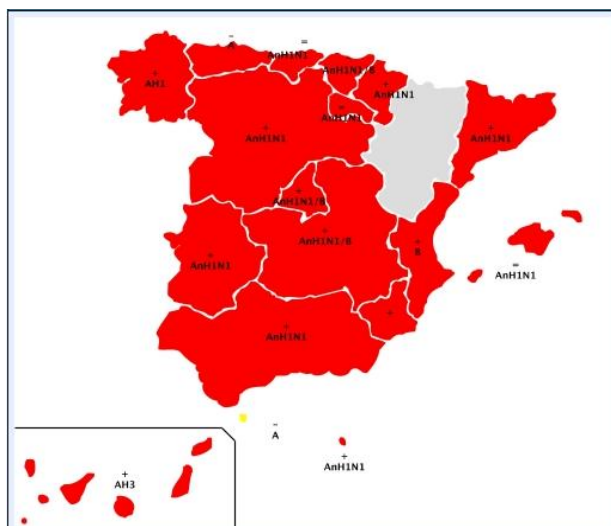 –
A
=
AnH1N1
AnH1N1/B
+
AH1
+
AnH1N1
=
AnH1N1
+
AnH1N1
+
AnH1N1
+
AnH1N1/B
+
AnH1N1/B
+
AnH1N1
+
B
=
AnH1N1
+
+
AnH1N1
–
A
+
AnH1N1
+
AH3